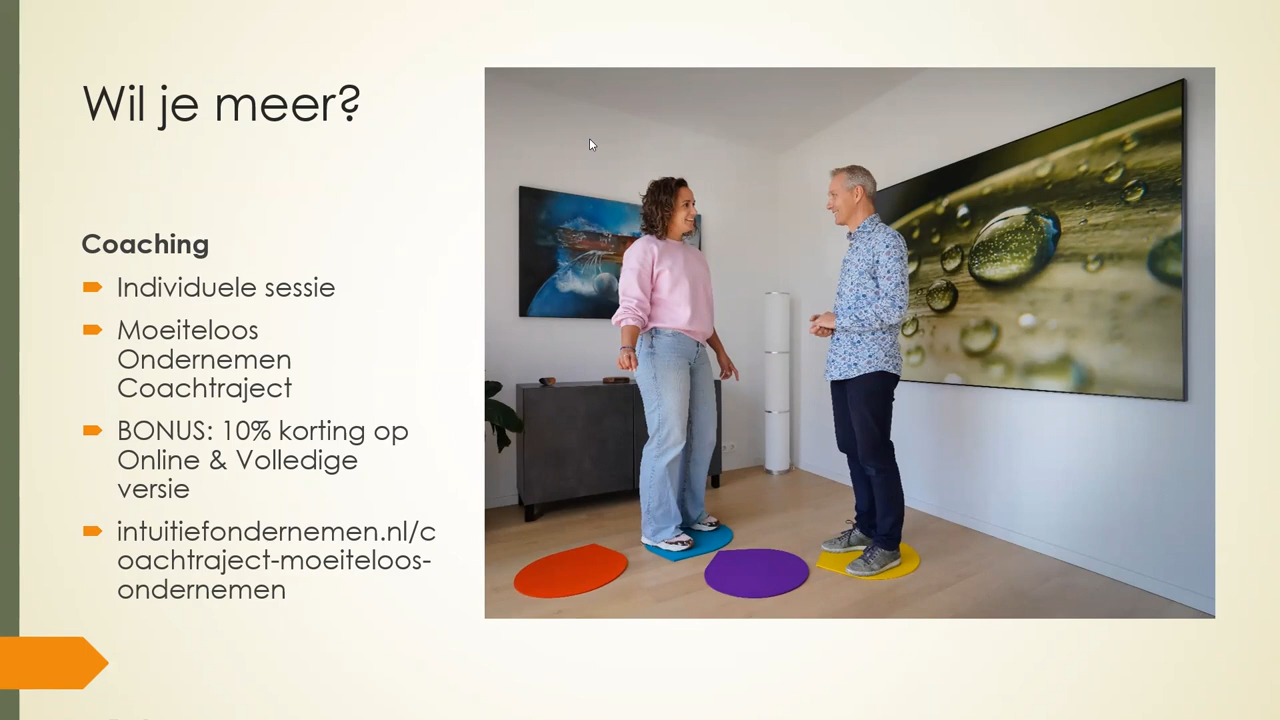 Wil je meer?
Coaching
Individuele sessie
Moeiteloos
Ondernemen
Coachtraject
BONUS: 10% korting op
Online & Volledige
versie
intuitiefondernemen.nl/c
oachtraject-moeiteloos-
ondernemen